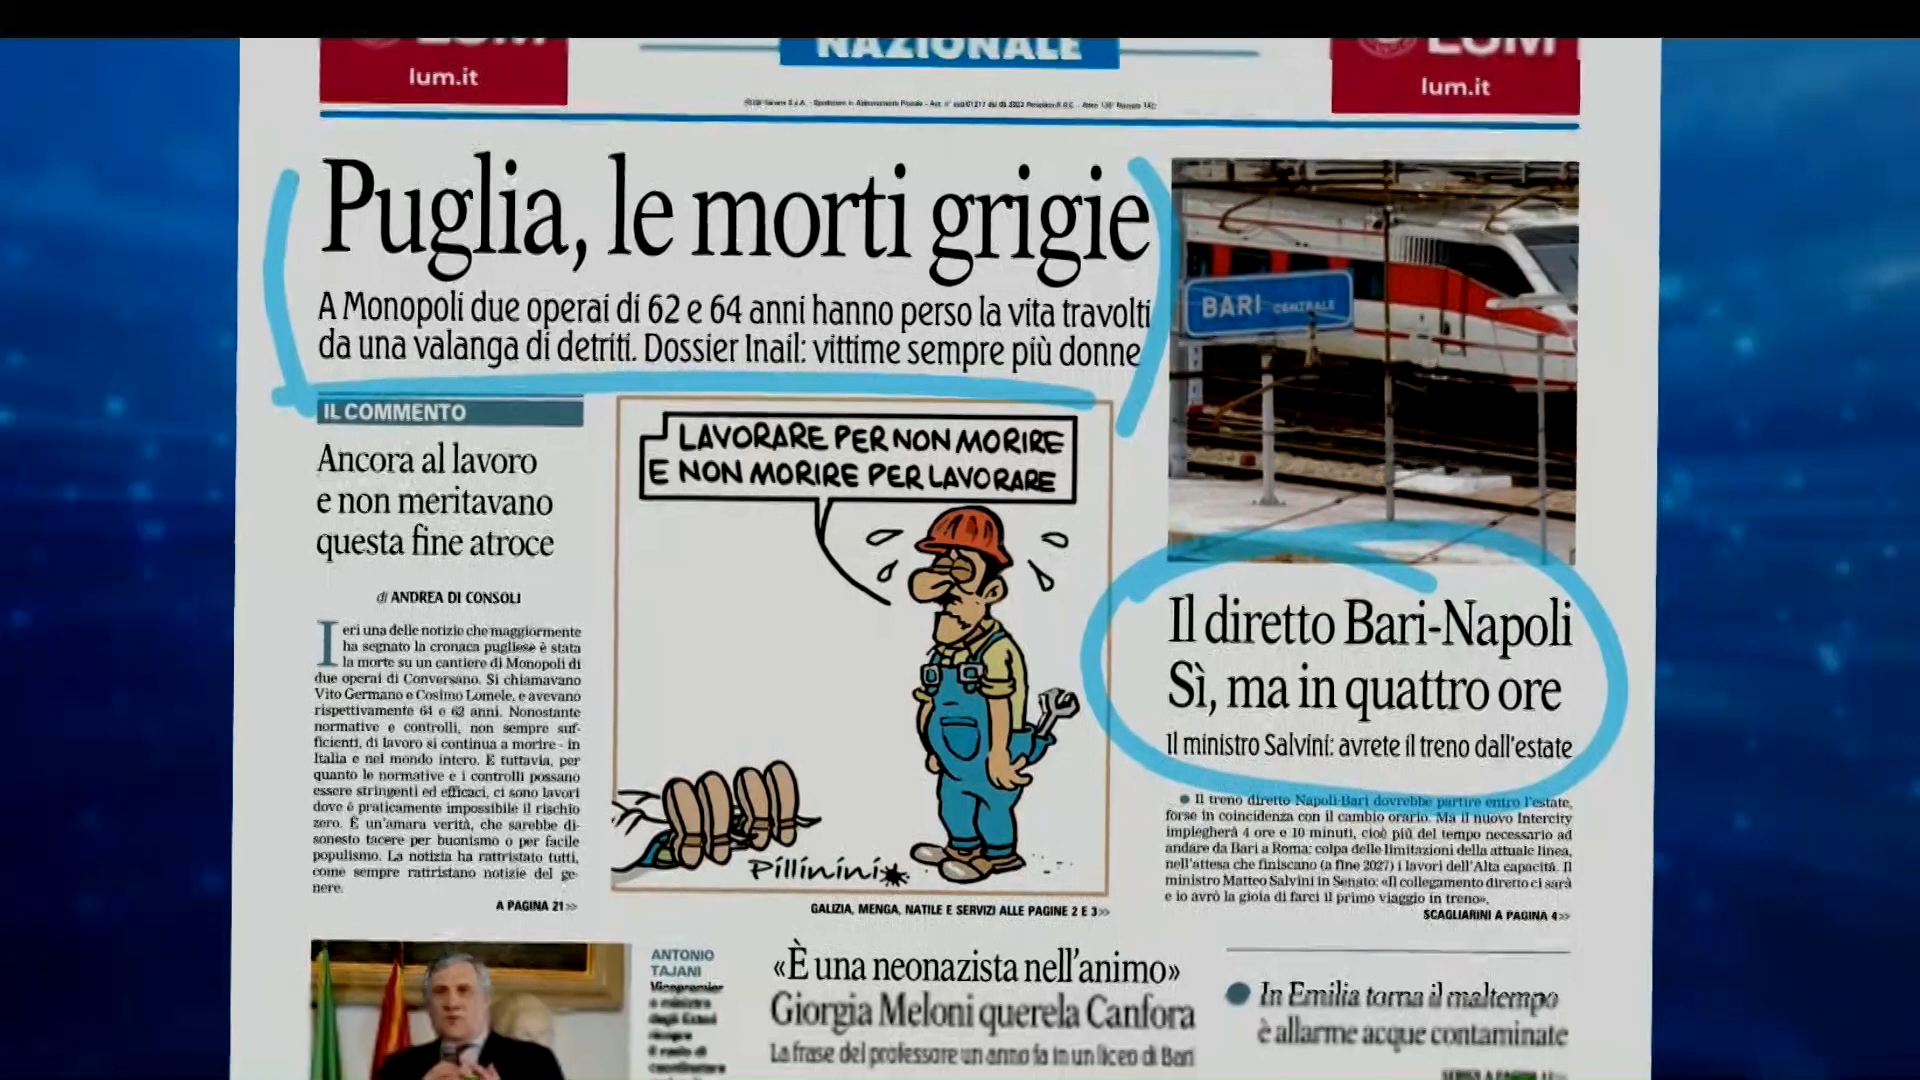 lum.it
NAZIONALE
LUM
lum.it
Puglia, le morti grigie
A Monopoli due operai di 62 e 64 anni hanno perso la vita travolti
da una valanga di detriti. Dossier Inail: vittime sempre più donne
IL COMMENTO
Ancora al lavoro
e non meritavano
questa fine atroce
di ANDREA DI CONSOLI
Ieri una delle notizie che maggiormente
ha segnato la cronaca pugliese è stata
la morte su un cantiere di Monopoli di
due operai di Conversano. Si chiamavano
Vito Germano e Cosimo Lomele, e avevano
rispettivamente 64 e 62 anni. Nonostante
normative e controlli, non sempre suf-
ficienti, di lavoro si continua a morire - in
Italia e nel mondo intero. E tuttavia, per
quanto le normative e i controlli possano
essere stringenti ed efficaci, ci sono lavori
dove è praticamente impossibile il rischio
zero. È un'amara verità, che sarebbe di-
sonesto tacere per buonismo o per facile
populismo. La notizia ha rattristato tutti,
come sempre rattristano notizie del ge-
nere.
A PAGINA 21 >>
LAVORARE PER NON MORIRE
E NON MORIRE PER LAVORARE
Pillinini
GALIZIA, MENGA, NATILE E SERVIZI ALLE PAGINE 2 E 3 >>
BARI CENTRALE
Il diretto Bari-Napoli
Sì, ma in quattro ore
Il ministro Salvini: avrete il treno dall'estate
Il treno diretto Napoli-Bari dovrebbe partire entro l'estate,
forse in coincidenza con il cambio orario. Ma il nuovo Intercity
impiegherà 4 ore e 10 minuti, cioè più del tempo necessario ad
andare da Bari a Roma: colpa delle limitazioni della attuale linea,
nell'attesa che finiscano (a fine 2027) i lavori dell'Alta capacità. Il
ministro Matteo Salvini in Senato: «Il collegamento diretto ci sarà
e io avrò la gioia di farci il primo viaggio in treno».
SCAGLIARINI A PAGINA 4 >>
ANTONIO
TAJANI
Vicepremier
e ministro
degli Esteri
«È una neonazista nell'animo»
Giorgia Meloni querela Canfora
La frase del professore un anno fa in un liceo di Bari
In Emilia torna il maltempo
è allarme acque contaminate